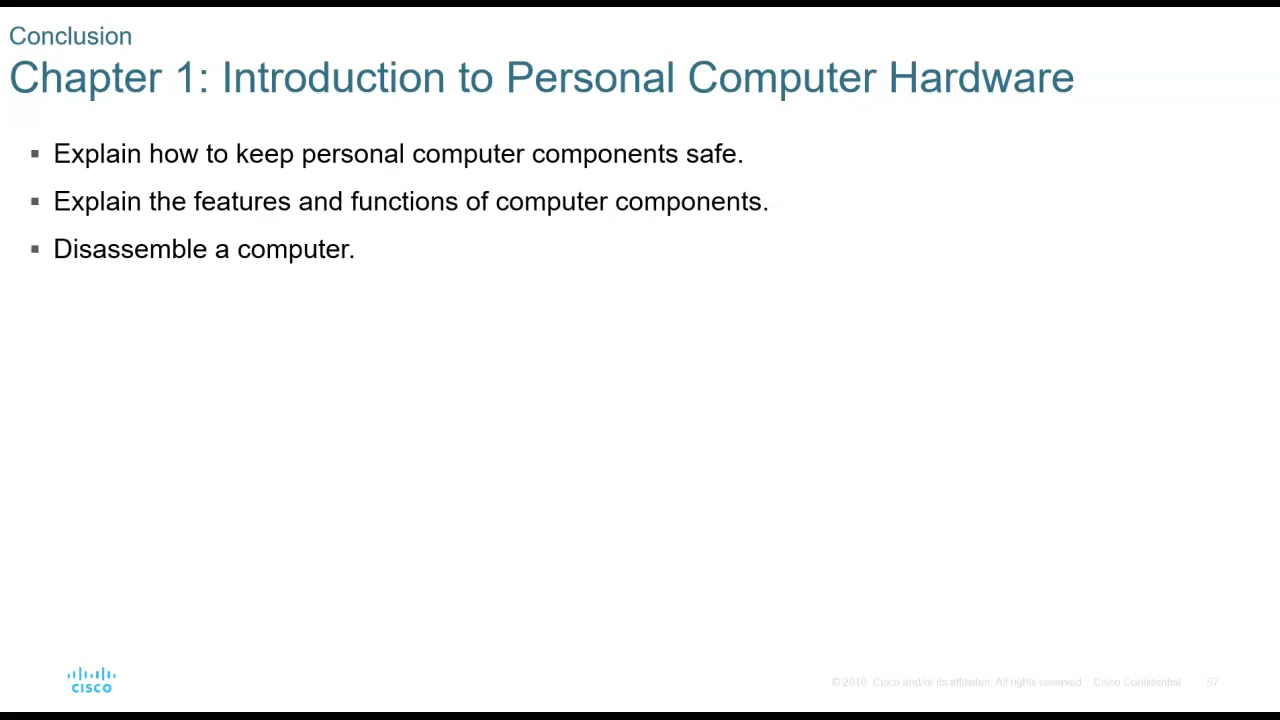 Conclusion
Chapter 1: Introduction to Personal Computer Hardware
▪ Explain how to keep personal computer components safe.
▪ Explain the features and functions of computer components.
▪ Disassemble a computer.
CISCO
© 2016 Cisco and/or its affiliates. All rights reserved. Cisco Confidential 57